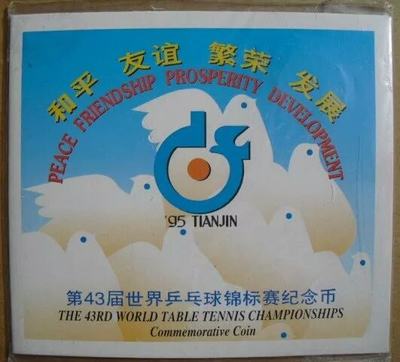 和平 友谊 繁荣 发展
PEACE FRIENDSHIP PROSPERITY DEVELOPMENT
'95 TIANJIN
第43届世界乒乓球锦标赛纪念币
THE 43RD WORLD TABLE TENNIS CHAMPIONSHIPS
Commemorative Coin